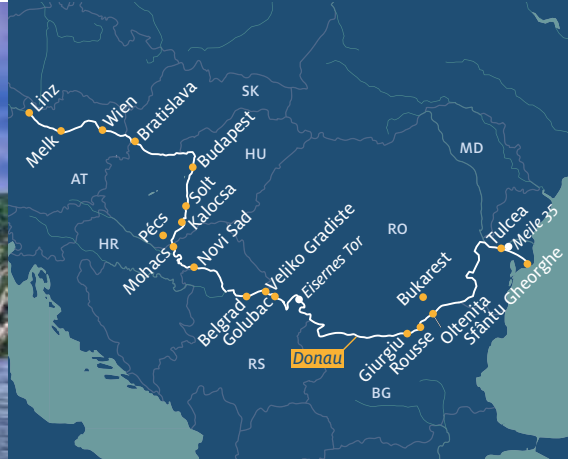 Linz
Melk
Wien
Bratislava
SK
Budapest
HU
AT
Solt
Kalocsa
Pécs
HR
Mohacs
Novi Sad
Belgrad
Golubac
Veliko Gradiste
Eisernes Tor
RS
Donau
RO
MD
Bukarest
Giurgiu
Rousse
Oltenita
BG
Tulcea
Meile 35
Sfântu Gheorghe